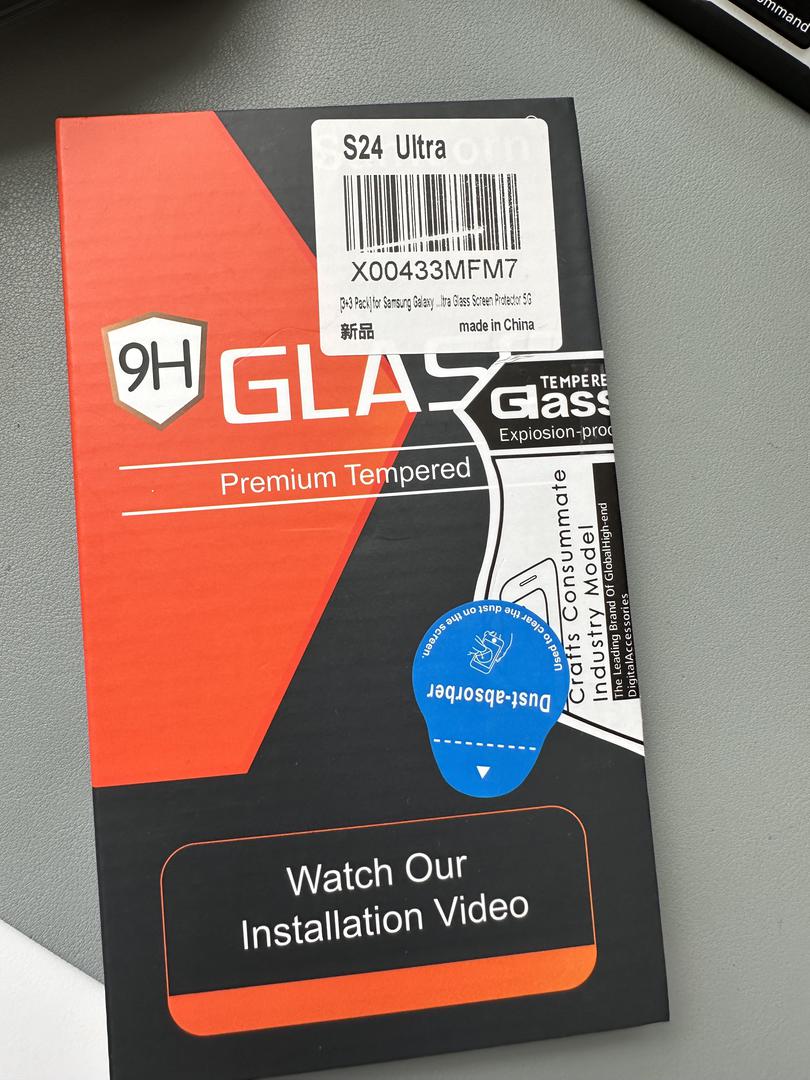 ommand
S24 Ultra
X00433MFM7
[3+3 Pack] for Samsung Galaxy ...ltra Glass Screen Protector 5G
新品 made in China
9H
GLAS
Premium Tempered
TEMPERE
Glass
Expiosion-proo
Crafts Consummate
Industry Model
The Leading Brand Of GlobalHigh-end
DigitalAccessories
Used to clear the dust on the screen.
Dust-absorber
Watch Our
Installation Video